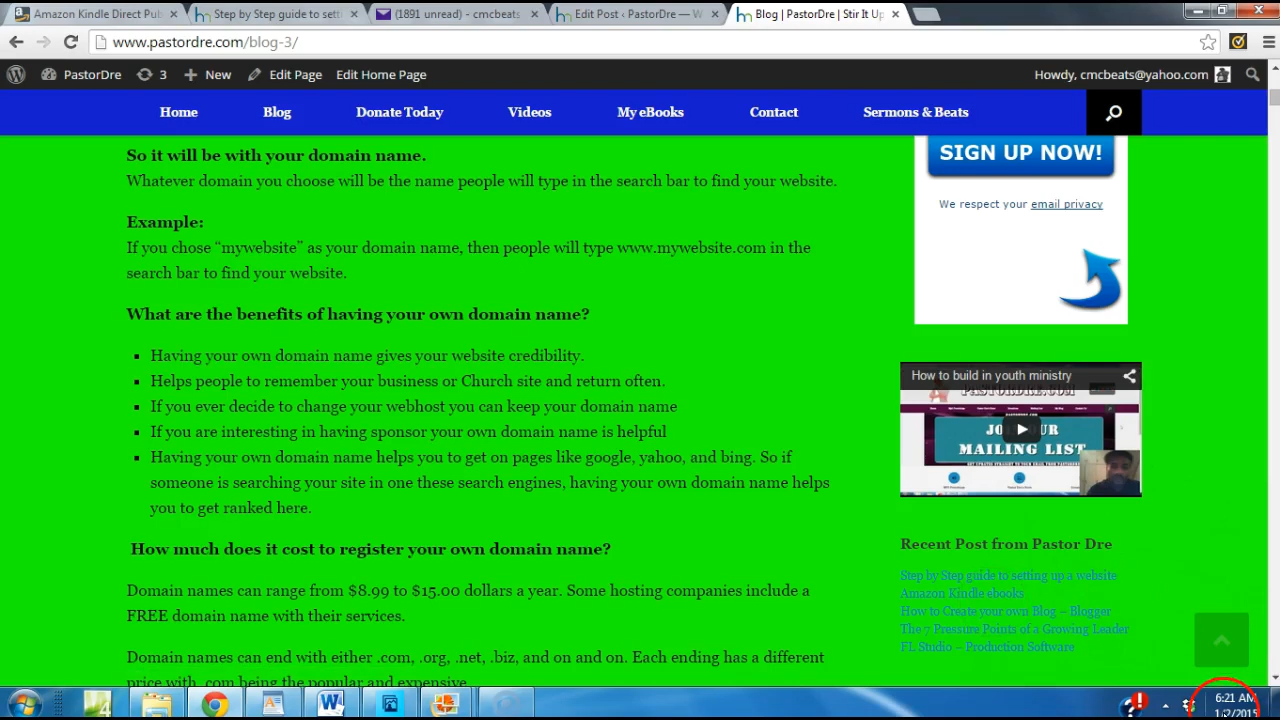 Amazon Kindle Direct Pub
Step by Step guide to sett
(1891 unread) - cmcbeats
Edit Post ‹ PastorDre — W
Blog | PastorDre | Stir It Up
www.pastordre.com/blog-3/
PastorDre
3
New
Edit Page
Edit Home Page
Howdy, cmcbeats@yahoo.com
Home
Blog
Donate Today
Videos
My eBooks
Contact
Sermons & Beats
So it will be with your domain name.
Whatever domain you choose will be the name people will type in the search bar to find your website.
Example:
If you chose “mywebsite” as your domain name, then people will type www.mywebsite.com in the
search bar to find your website.
What are the benefits of having your own domain name?
Having your own domain name gives your website credibility.
Helps people to remember your business or Church site and return often.
If you ever decide to change your webhost you can keep your domain name
If you are interesting in having sponsor your own domain name is helpful
Having your own domain name helps you to get on pages like google, yahoo, and bing. So if
someone is searching your site in one these search engines, having your own domain name helps
you to get ranked here.
How much does it cost to register your own domain name?
Domain names can range from $8.99 to $15.00 dollars a year. Some hosting companies include a
FREE domain name with their services.
Domain names can end with either .com, .org, .net, .biz, and on and on. Each ending has a different
price with .com being the popular and expensive.
SIGN UP NOW!
We respect your email privacy
How to build in youth ministry
PASTORDRE.COM
JOIN OUR
MAILING LIST
Recent Post from Pastor Dre
Step by Step guide to setting up a website
Amazon Kindle ebooks
How to Create your own Blog – Blogger
The 7 Pressure Points of a Growing Leader
FL Studio – Production Software
6:21 AM
1/2/2015